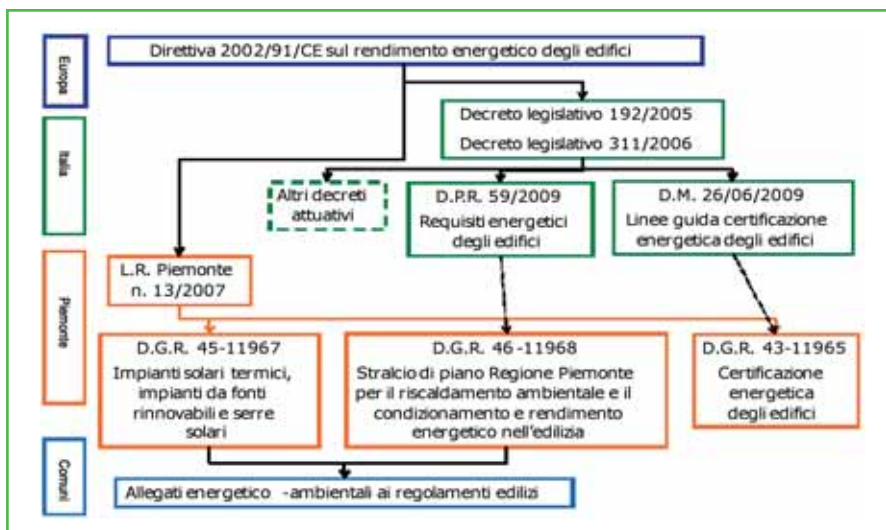 Europa
Direttiva 2002/91/CE sul rendimento energetico degli edifici
Italia
Decreto legislativo 192/2005
Decreto legislativo 311/2006
Altri decreti
attuativi
D.P.R. 59/2009
Requisiti energetici
degli edifici
D.M. 26/06/2009
Linee guida certificazione
energetica degli edifici
Piemonte
L.R. Piemonte
n. 13/2007
D.G.R. 45-11967
Impianti solari termici,
impianti da fonti
rinnovabili e serre
solari
D.G.R. 46-11968
Stralcio di piano Regione Piemonte
per il riscaldamento ambientale e il
condizionamento e rendimento
energetico nell'edilizia
D.G.R. 43-11965
Certificazione
energetica
degli edifici
Comuni
Allegati energetico -ambientali ai regolamenti edilizi